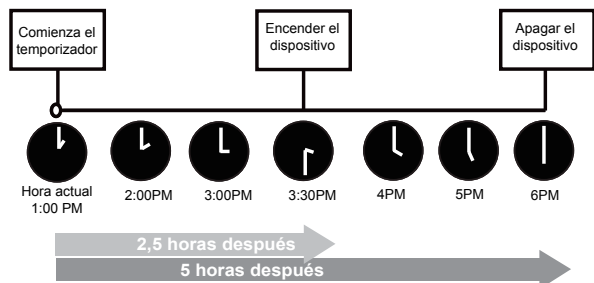 Comienza el
temporizador
Encender el
dispositivo
Apagar el
dispositivo
Hora actual
1:00 PM
2:00PM
3:00PM
3:30PM
4PM
5PM
6PM
2,5 horas después
5 horas después